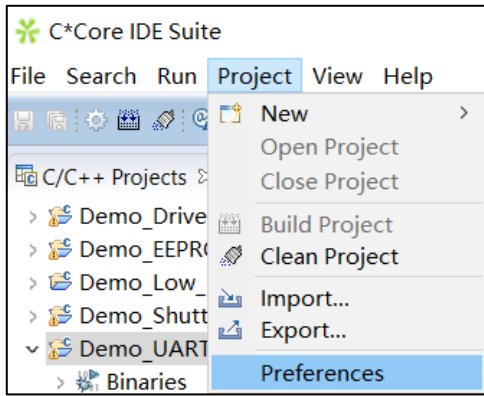 C*Core IDE Suite
File Search Run Project View Help
New
Open Project
C/C++ Projects
Close Project
Demo_Drive
Build Project
Demo_EEPR
Clean Project
Demo_Low_
Import...
Demo_Shutt
Export...
Demo_UART
Preferences
Binaries